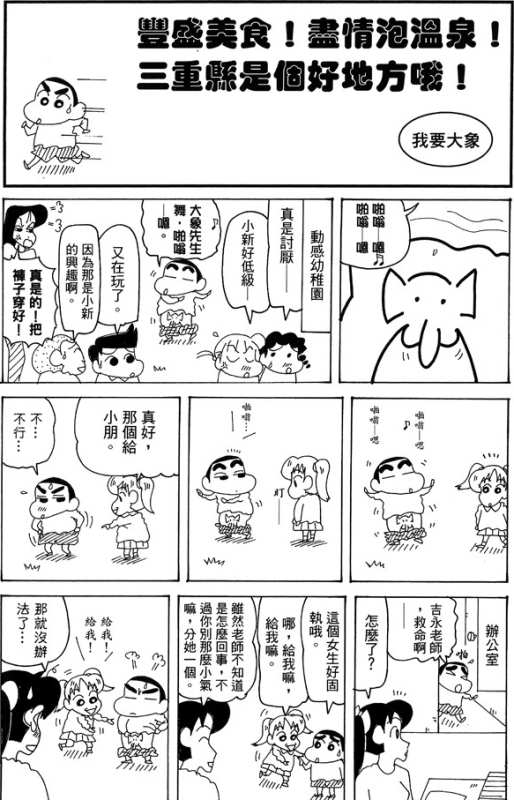 豐盛美食！盡情泡溫泉！
三重縣是個好地方哦！
我要大象
啪嗡—嗯♪
啪嗡—嗯
動感幼稚園
真是討厭——
小新好低級——
大象先生
舞，啪嗡
——嗯。
又在玩了。
因為那是小新
的興趣啊。
真是的！把
褲子穿好！
啪嗡——嗯
啪嗡——嗯
啪嗡——
盯——
真好，
那個給
小朋。
不…
不行…
辦公室
吉永老師
，救命啊
怎麼了？
這個女生好固
執哦。
哪，給我嘛，
給我嘛。
雖然老師不知道
是怎麼回事，不
過你別那麼小氣
嘛，分她一個。
給我！
給我！
那就沒辦
法了…